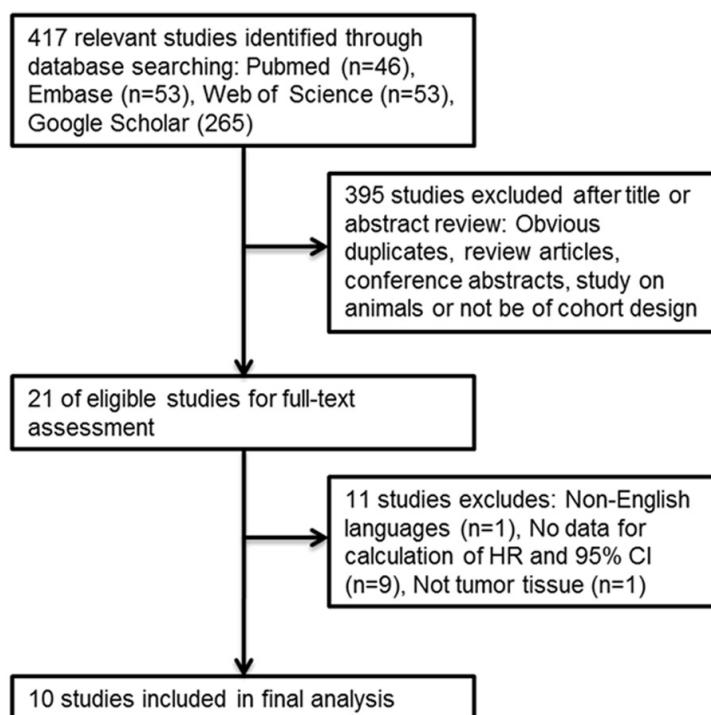 417 relevant studies identified through
database searching: Pubmed (n=46),
Embase (n=53), Web of Science (n=53),
Google Scholar (265)
395 studies excluded after title or
abstract review: Obvious
duplicates, review articles,
conference abstracts, study on
animals or not be of cohort design
21 of eligible studies for full-text
assessment
11 studies excludes: Non-English
languages (n=1), No data for
calculation of HR and 95% CI
(n=9), Not tumor tissue (n=1)
10 studies included in final analysis